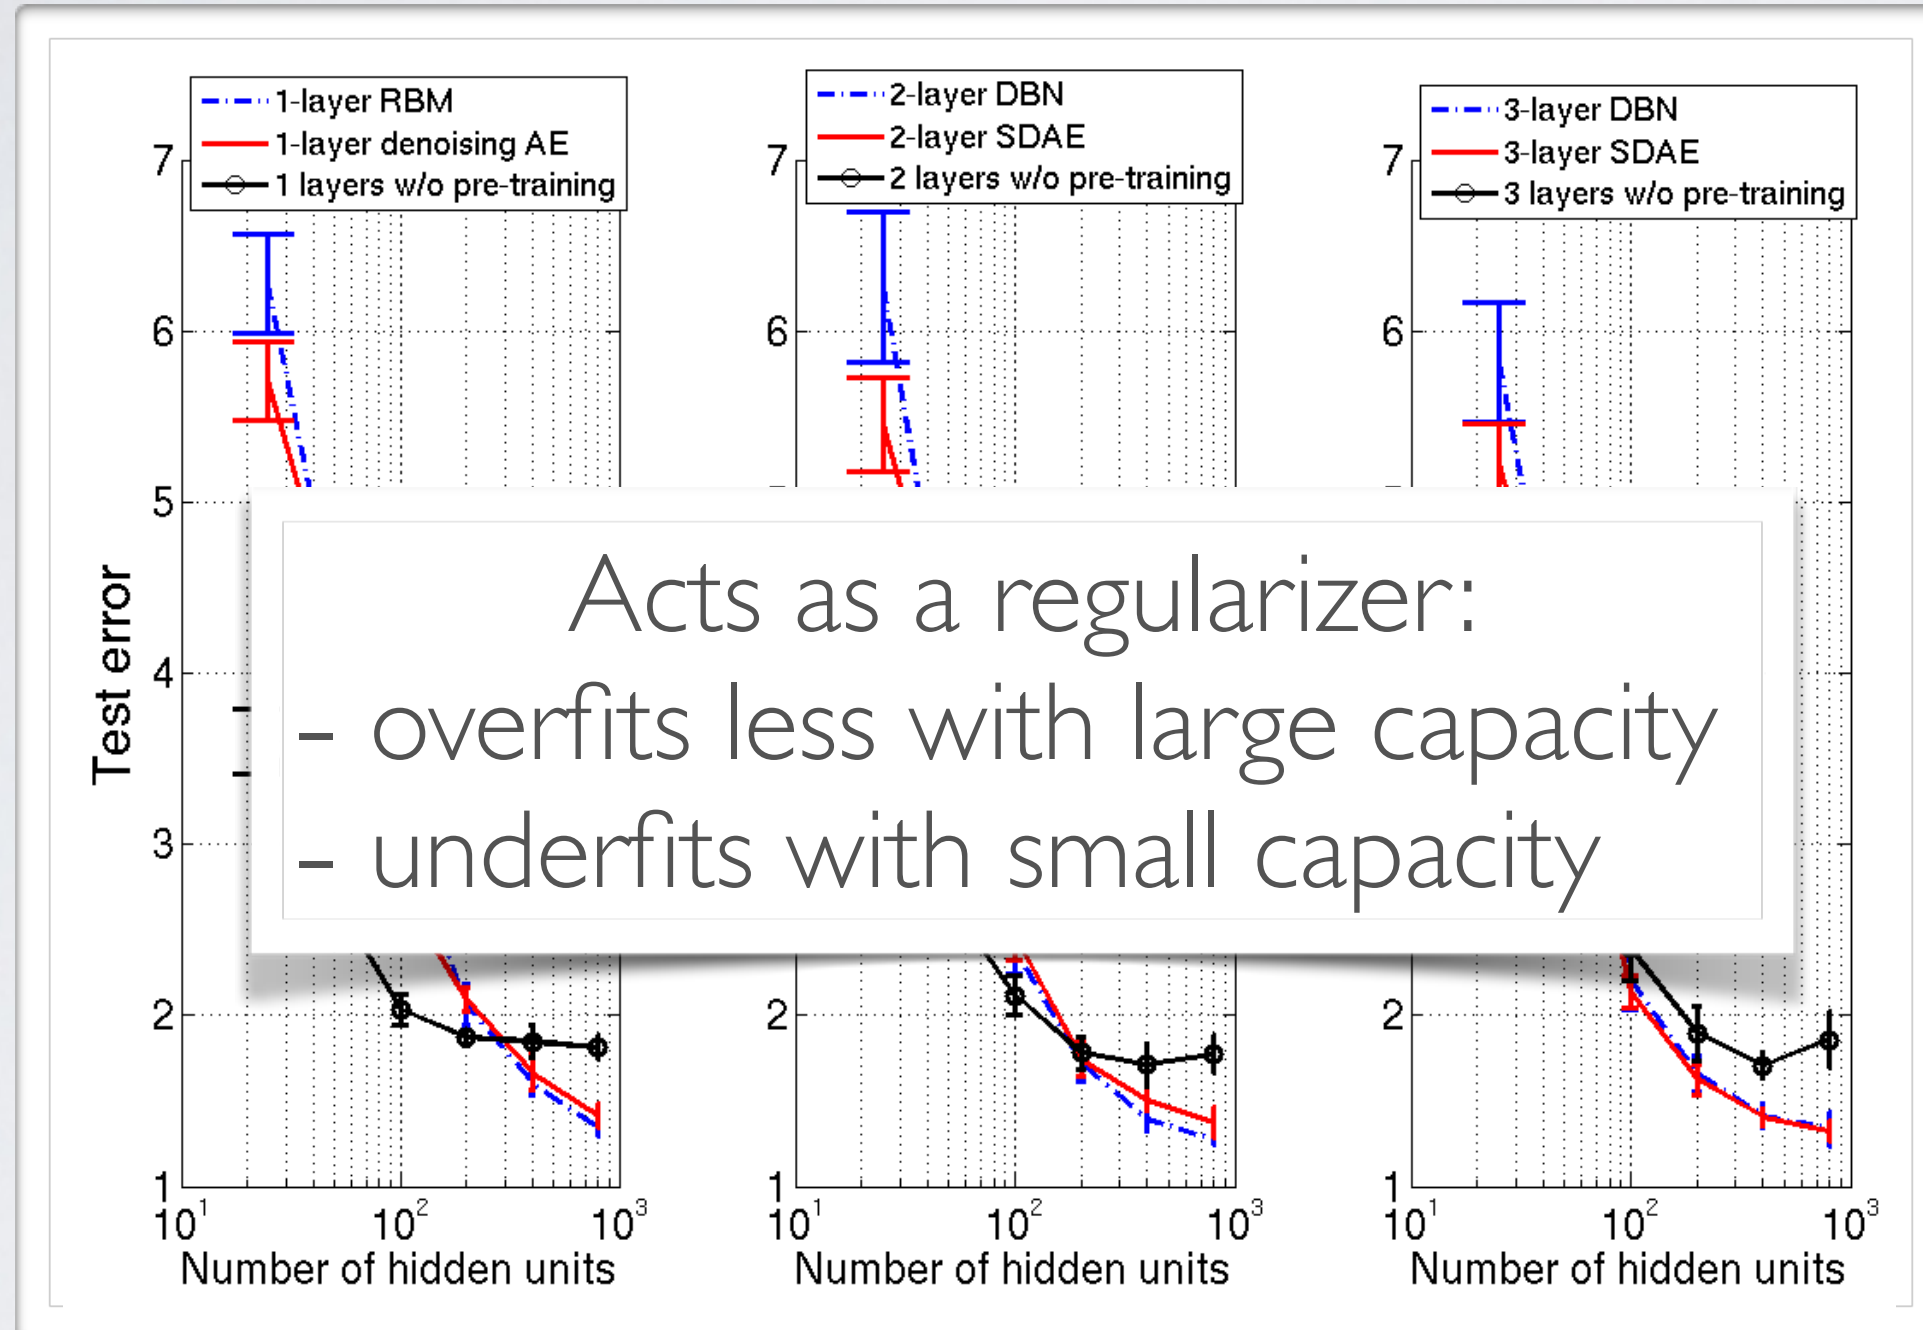 1-layer RBM
1-layer denoising AE
1 layers w/o pre-training
2-layer DBN
2-layer SDAE
2 layers w/o pre-training
3-layer DBN
3-layer SDAE
3 layers w/o pre-training
Test error
7
6
5
4
3
2
1
7
6
2
1
7
6
2
1
Acts as a regularizer:
- overfits less with large capacity
- underfits with small capacity
10¹ 10² 10³
Number of hidden units
10¹ 10² 10³
Number of hidden units
10¹ 10² 10³
Number of hidden units